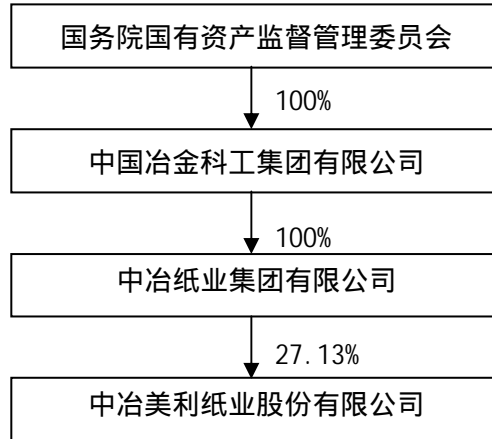 国务院国有资产监督管理委员会
100%
中国冶金科工集团有限公司
100%
中冶纸业集团有限公司
27.13%
中冶美利纸业股份有限公司